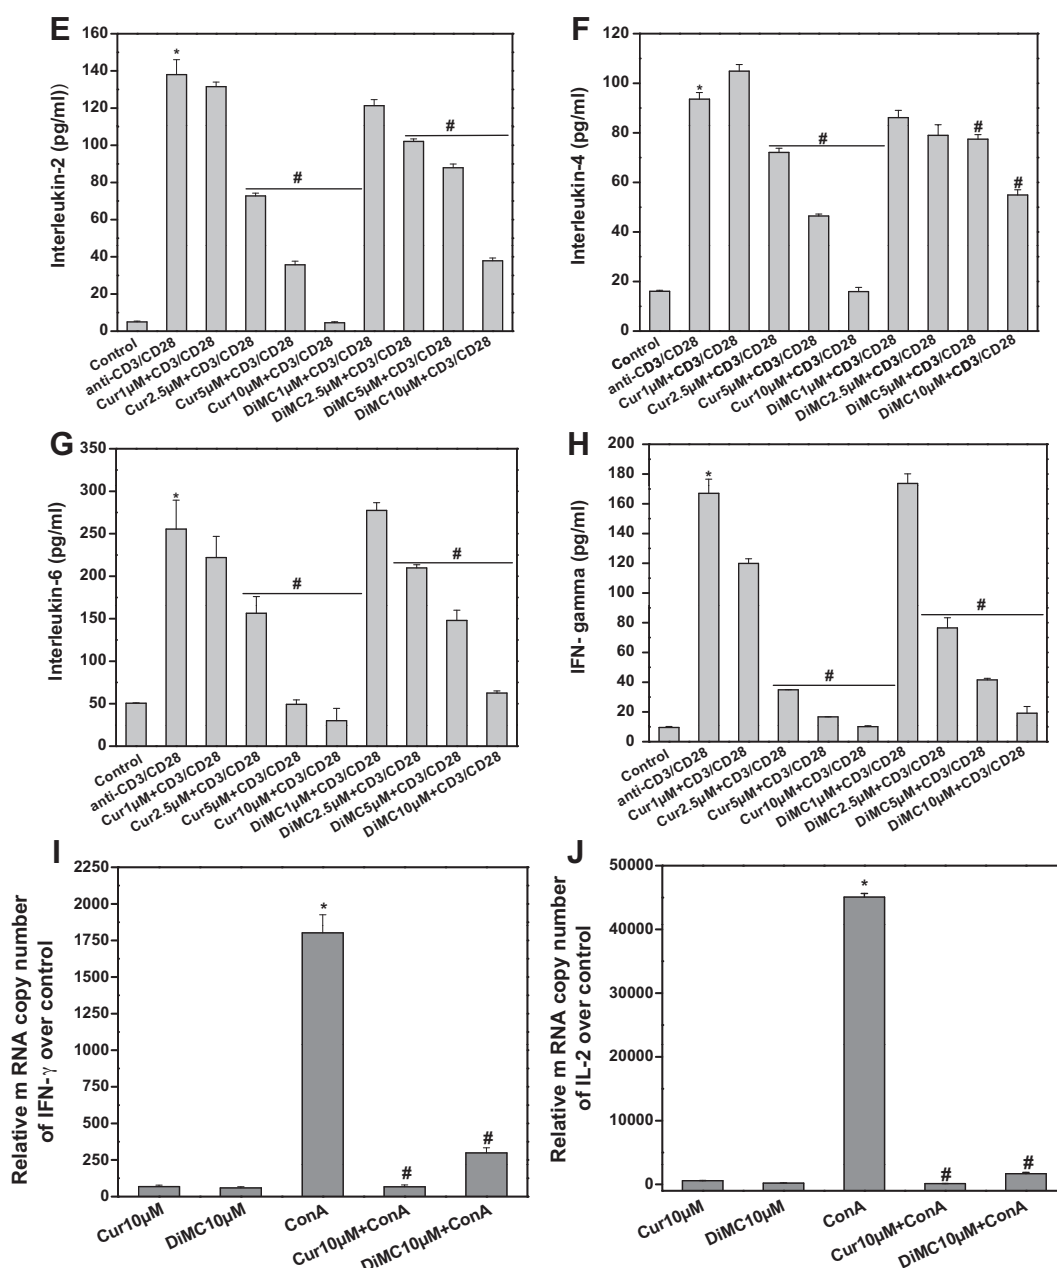 E
Interleukin-2 (pg/ml))
160
140
120
100
80
60
40
20
0
*
#
#
Control
anti-CD3/CD28
Cur1µM+CD3/CD28
Cur2.5µM+CD3/CD28
Cur5µM+CD3/CD28
Cur10µM+CD3/CD28
DiMC1µM+CD3/CD28
DiMC2.5µM+CD3/CD28
DiMC5µM+CD3/CD28
DiMC10µM+CD3/CD28
F
Interleukin-4 (pg/ml)
120
100
80
60
40
20
0
*
#
#
#
Control
anti-CD3/CD28
Cur1µM+CD3/CD28
Cur2.5µM+CD3/CD28
Cur5µM+CD3/CD28
Cur10µM+CD3/CD28
DiMC1µM+CD3/CD28
DiMC2.5µM+CD3/CD28
DiMC5µM+CD3/CD28
DiMC10µM+CD3/CD28
G
Interleukin-6 (pg/ml)
350
300
250
200
150
100
50
0
*
#
#
Control
anti-CD3/CD28
Cur1µM+CD3/CD28
Cur2.5µM+CD3/CD28
Cur5µM+CD3/CD28
Cur10µM+CD3/CD28
DiMC1µM+CD3/CD28
DiMC2.5µM+CD3/CD28
DiMC5µM+CD3/CD28
DiMC10µM+CD3/CD28
H
IFN- gamma (pg/ml)
200
180
160
140
120
100
80
60
40
20
0
*
#
#
Control
anti-CD3/CD28
Cur1µM+CD3/CD28
Cur2.5µM+CD3/CD28
Cur5µM+CD3/CD28
Cur10µM+CD3/CD28
DiMC1µM+CD3/CD28
DiMC2.5µM+CD3/CD28
DiMC5µM+CD3/CD28
DiMC10µM+CD3/CD28
I
Relative m RNA copy number
of IFN-γ over control
2250
2000
1750
1500
1250
1000
750
500
250
0
*
#
#
Cur10µM
DiMC10µM
ConA
Cur10µM+ConA
DiMC10µM+ConA
J
Relative m RNA copy number
of IL-2 over control
50000
40000
30000
20000
10000
0
*
#
#
Cur10µM
DiMC10µM
ConA
Cur10µM+ConA
DiMC10µM+ConA